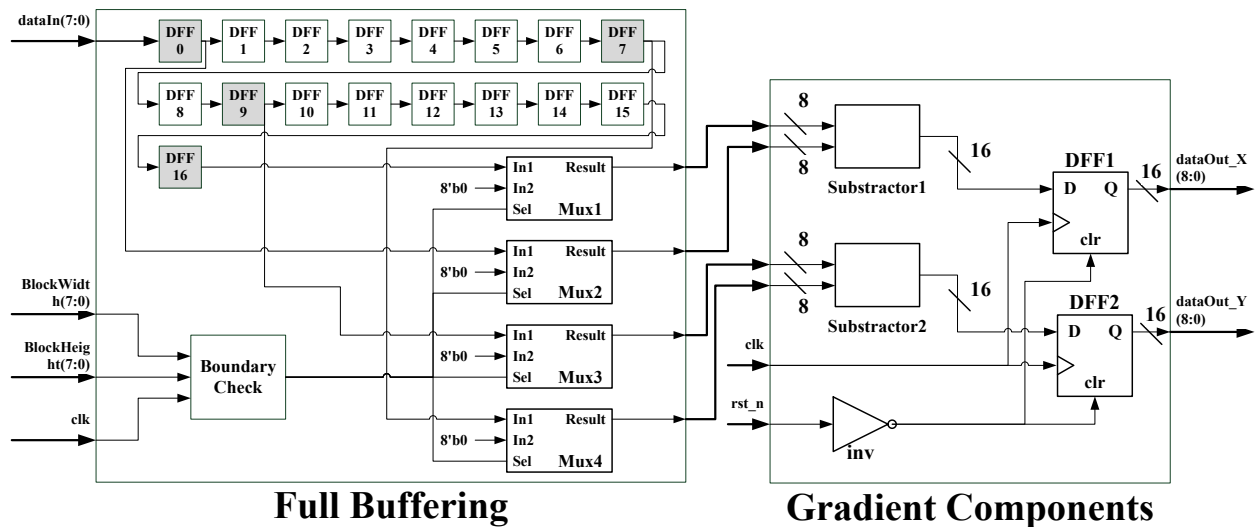 dataIn(7:0)
DFF 0
DFF 1
DFF 2
DFF 3
DFF 4
DFF 5
DFF 6
DFF 7
DFF 8
DFF 9
DFF 10
DFF 11
DFF 12
DFF 13
DFF 14
DFF 15
DFF 16
In1 Result
8'b0 In2
Sel Mux1
In1 Result
8'b0 In2
Sel Mux2
In1 Result
8'b0 In2
Sel Mux3
In1 Result
8'b0 In2
Sel Mux4
BlockWidt
h(7:0)
BlockHeig
ht(7:0)
clk
Boundary
Check
Full Buffering
8
8
Substractor1
16
8
8
Substractor2
16
clk
rst_n
inv
DFF1
D Q
clr
16
dataOut_X
(8:0)
DFF2
D Q
clr
16
dataOut_Y
(8:0)
Gradient Components